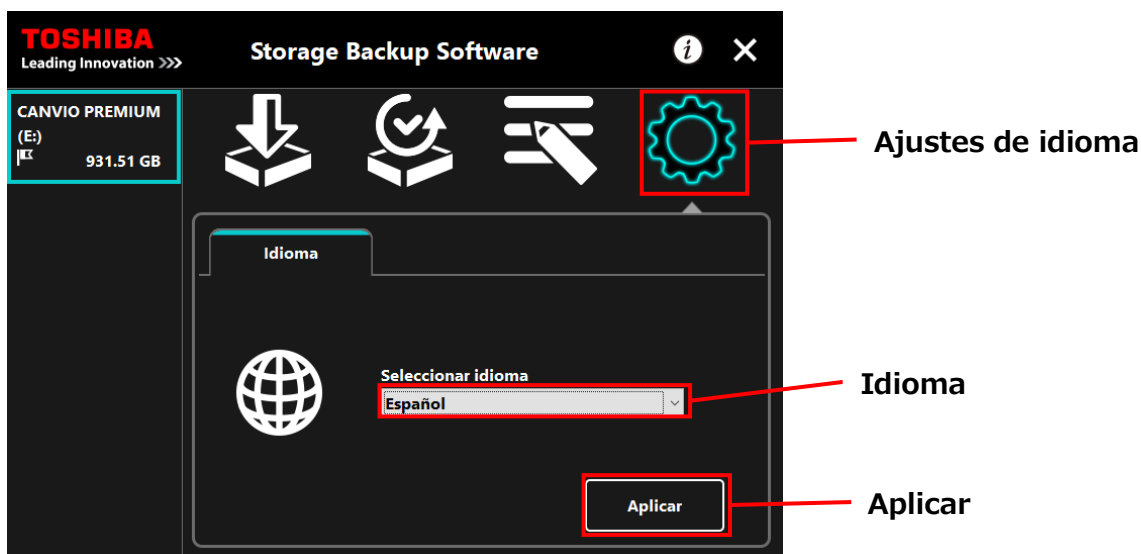 TOSHIBA
Leading Innovation >>>
Storage Backup Software
i
CANVIO PREMIUM
(E:)
931.51 GB
Ajustes de idioma
Idioma
Seleccionar idioma
Español
Idioma
Aplicar
Aplicar